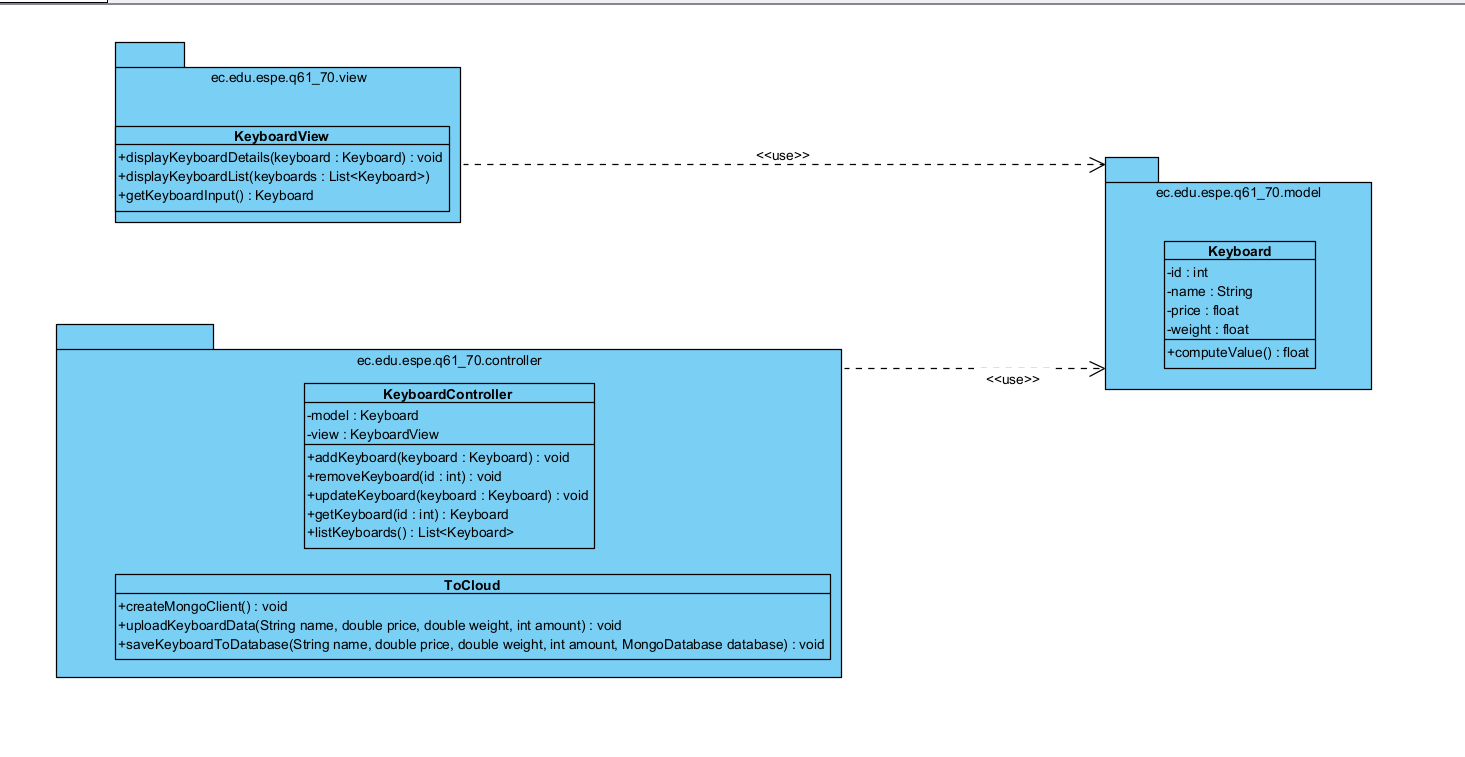 ec.edu.espe.q61_70.view
KeyboardView
+displayKeyboardDetails(keyboard : Keyboard) : void
+displayKeyboardList(keyboards : List<Keyboard>)
+getKeyboardInput() : Keyboard
<<use>>
ec.edu.espe.q61_70.model
Keyboard
-id : int
-name : String
-price : float
-weight : float
+computeValue() : float
ec.edu.espe.q61_70.controller
KeyboardController
-model : Keyboard
-view : KeyboardView
+addKeyboard(keyboard : Keyboard) : void
+removeKeyboard(id : int) : void
+updateKeyboard(keyboard : Keyboard) : void
+getKeyboard(id : int) : Keyboard
+listKeyboards() : List<Keyboard>
<<use>>
ToCloud
+createMongoClient() : void
+uploadKeyboardData(String name, double price, double weight, int amount) : void
+saveKeyboardToDatabase(String name, double price, double weight, int amount, MongoDatabase database) : void